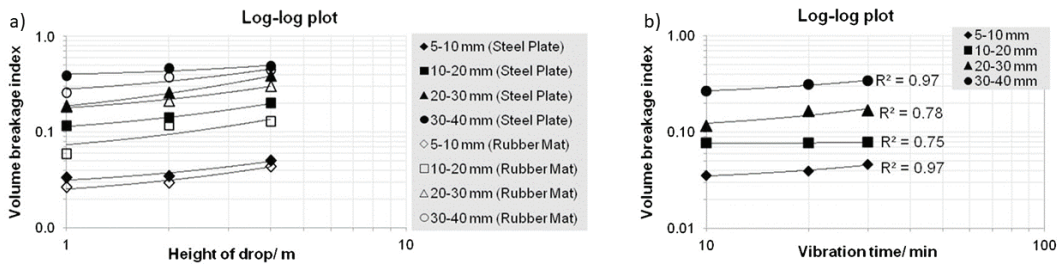 a)
Log-log plot
Volume breakage index
1.0
0.1
0.0
1
10
Height of drop/ m
5-10 mm (Steel Plate)
10-20 mm (Steel Plate)
20-30 mm (Steel Plate)
30-40 mm (Steel Plate)
5-10 mm (Rubber Mat)
10-20 mm (Rubber Mat)
20-30 mm (Rubber Mat)
30-40 mm (Rubber Mat)
b)
Log-log plot
Volume breakage index
1.00
0.10
0.01
10
100
Vibration time/ min
5-10 mm
10-20 mm
20-30 mm
30-40 mm
R² = 0.97
R² = 0.78
R² = 0.75
R² = 0.97